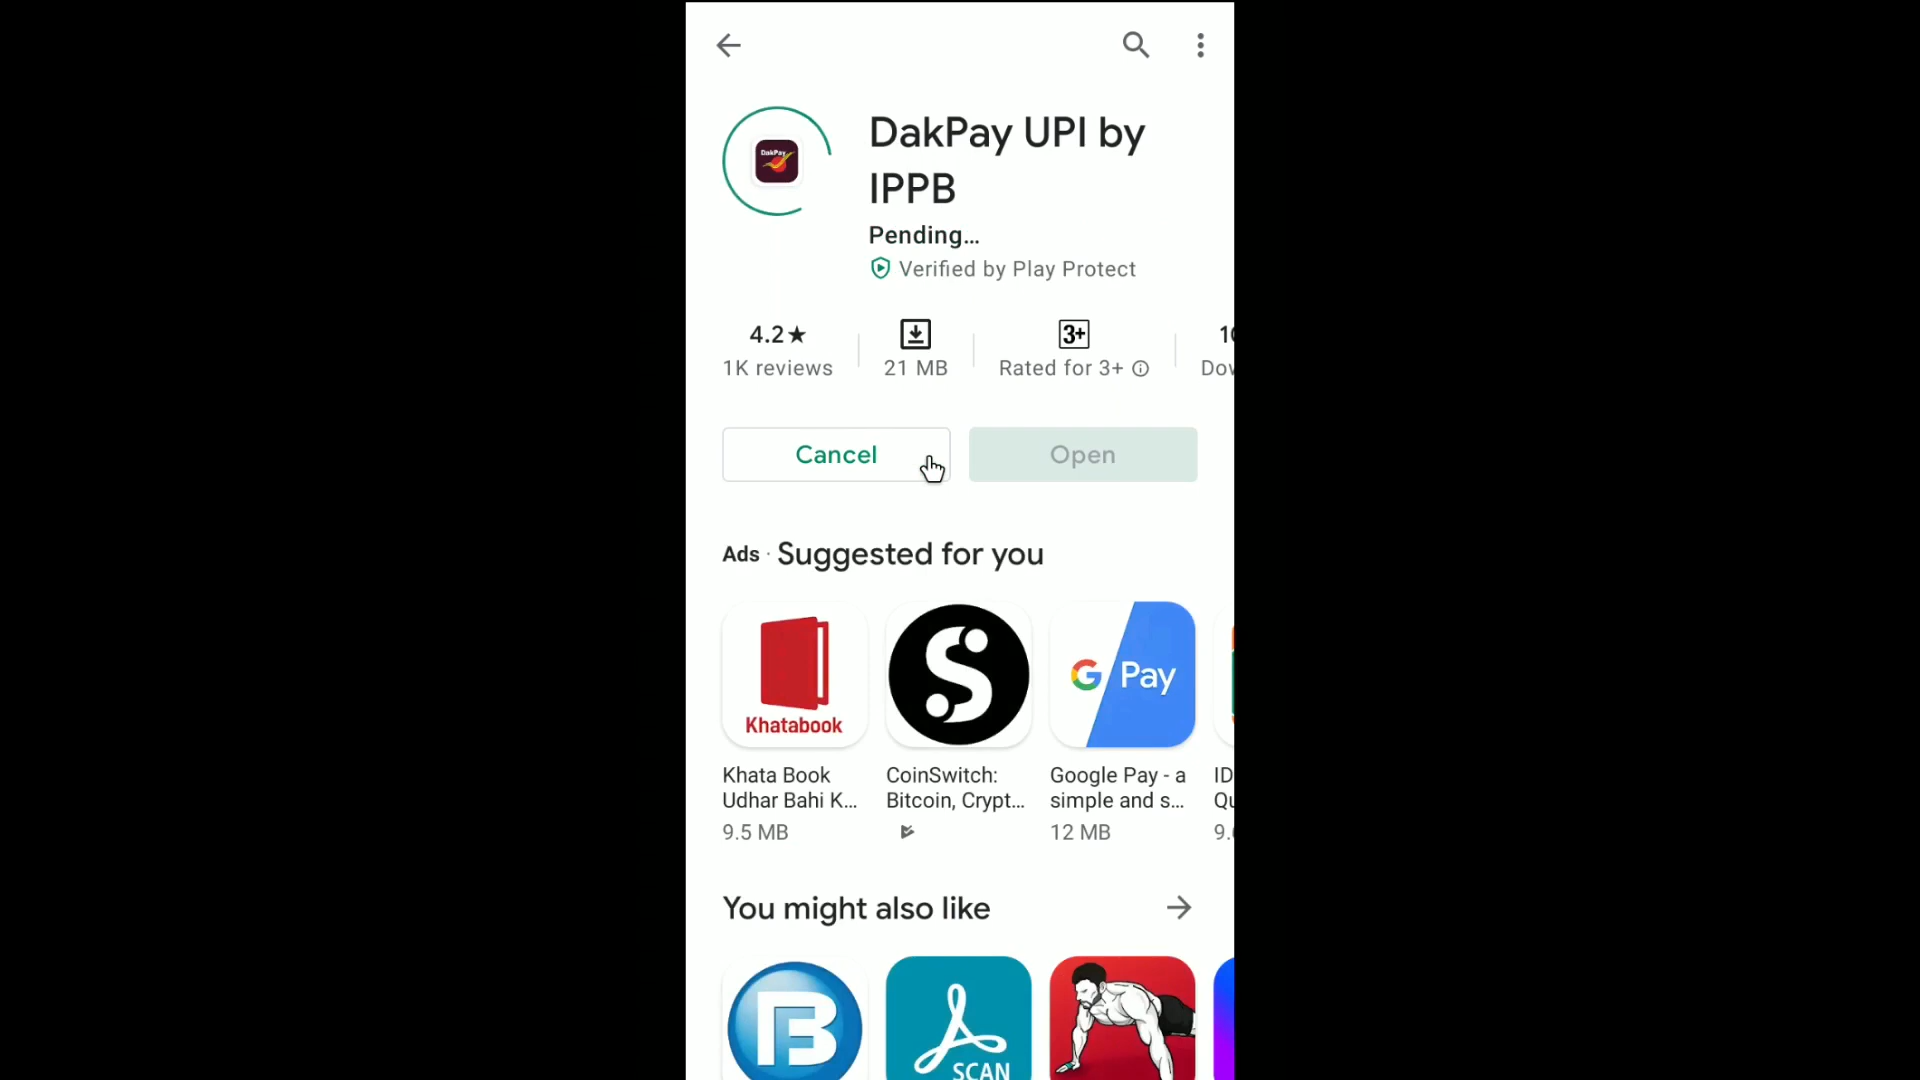 DakPay
DakPay UPI by
IPPB
Pending...
Verified by Play Protect
4.2★
3+
1K reviews
21 MB
Rated for 3+
Cancel
Open
Ads · Suggested for you
Khatabook
S
G Pay
Khata Book
Udhar Bahi K...
CoinSwitch:
Bitcoin, Crypt...
Google Pay - a
simple and s...
ID
9.5 MB
12 MB
You might also like
B
SCAN